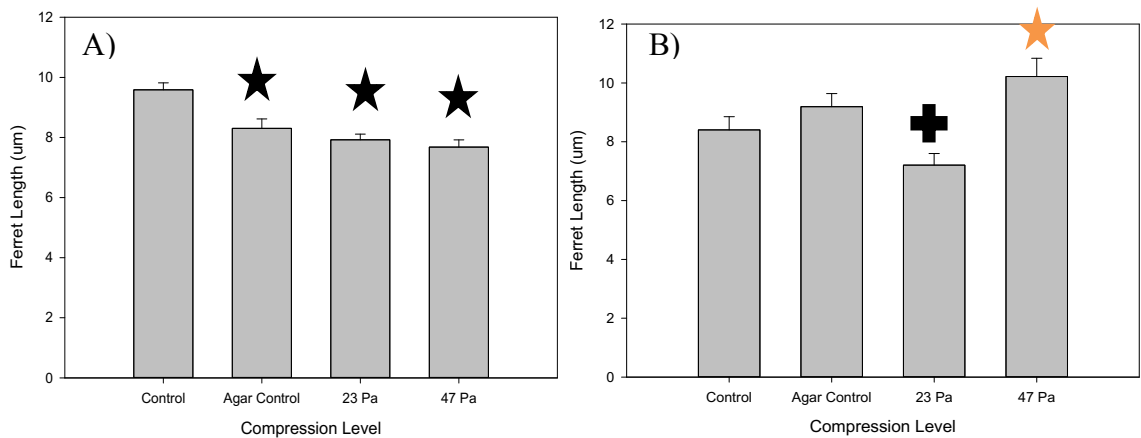 A)
12
10
8
6
4
2
0
Ferret Length (um)
Control Agar Control 23 Pa 47 Pa
Compression Level
B)
12
10
8
6
4
2
0
Ferret Length (um)
Control Agar Control 23 Pa 47 Pa
Compression Level